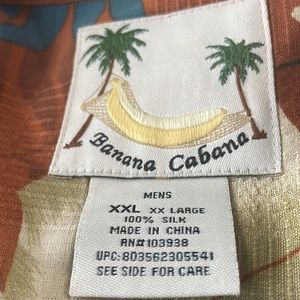 Banana Cabana
MENS
XXL XX LARGE
100% SILK
MADE IN CHINA
RN#103938
UPC:803562305541
SEE SIDE FOR CARE